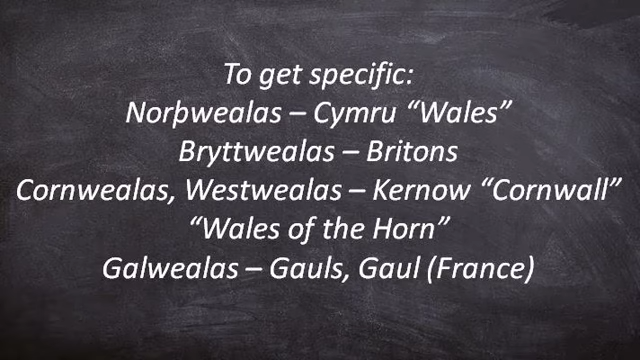 To get specific:
Norþwealas – Cymru “Wales”
Bryttwealas – Britons
Cornwealas, Westwealas – Kernow “Cornwall”
“Wales of the Horn”
Galwealas – Gauls, Gaul (France)